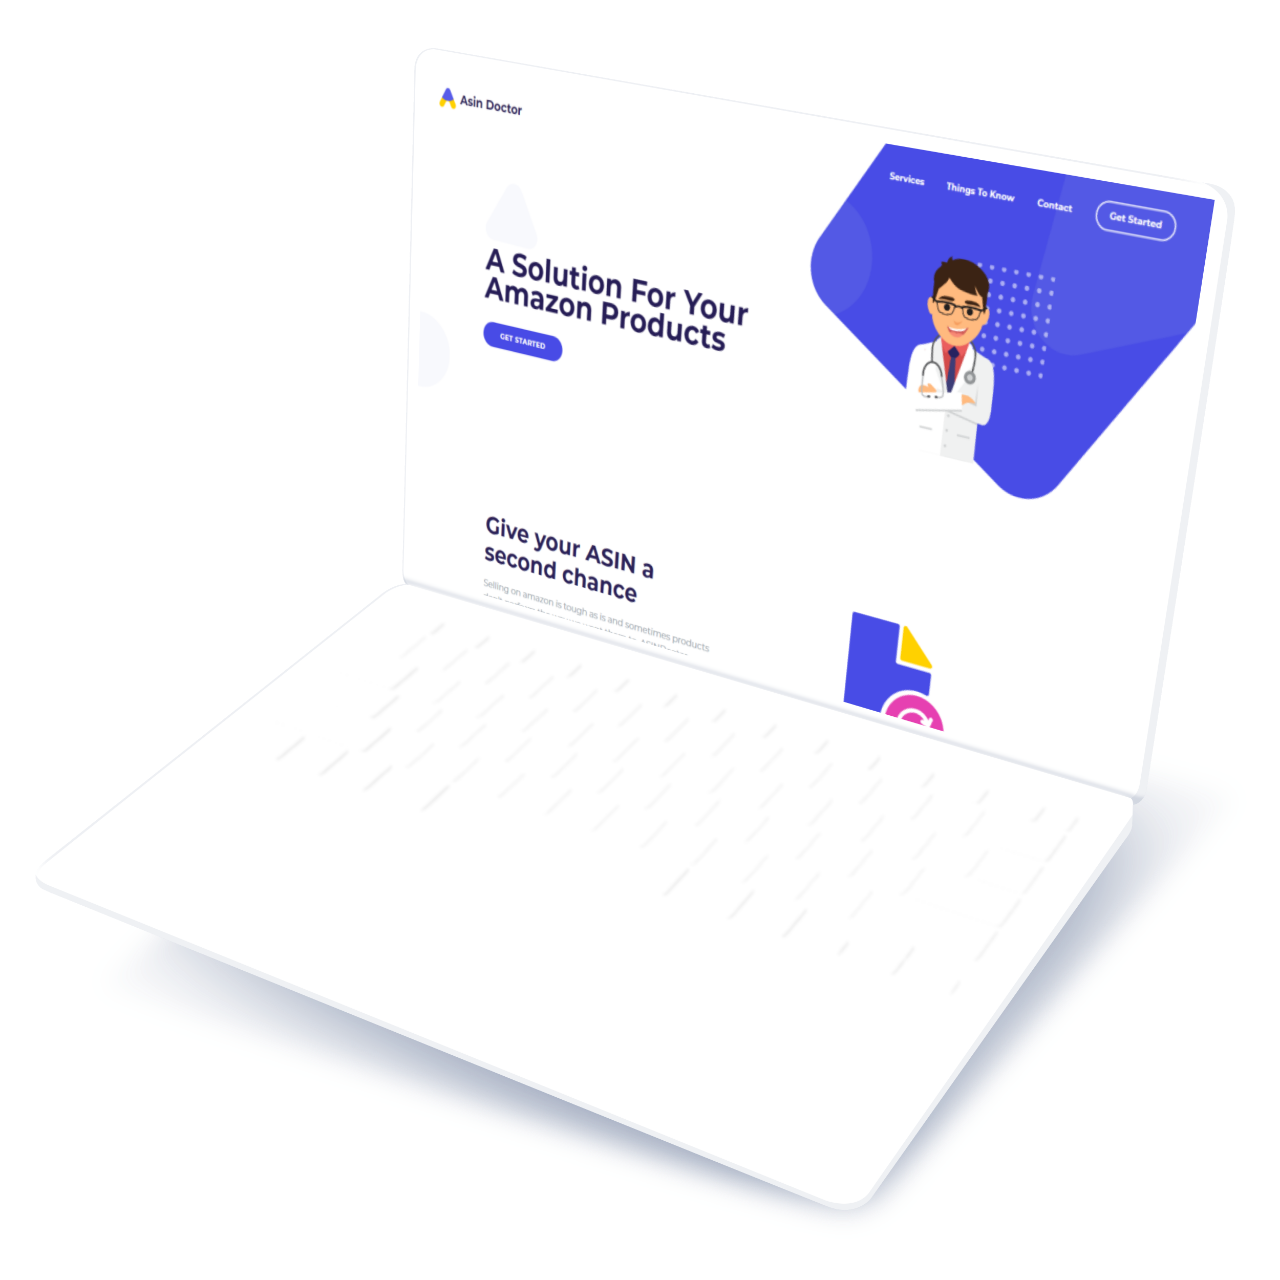 Asin Doctor
Services
Things To Know
Contact
Get Started
A Solution For Your
Amazon Products
GET STARTED
Give your ASIN a
second chance
Selling on amazon is tough as is and sometimes products